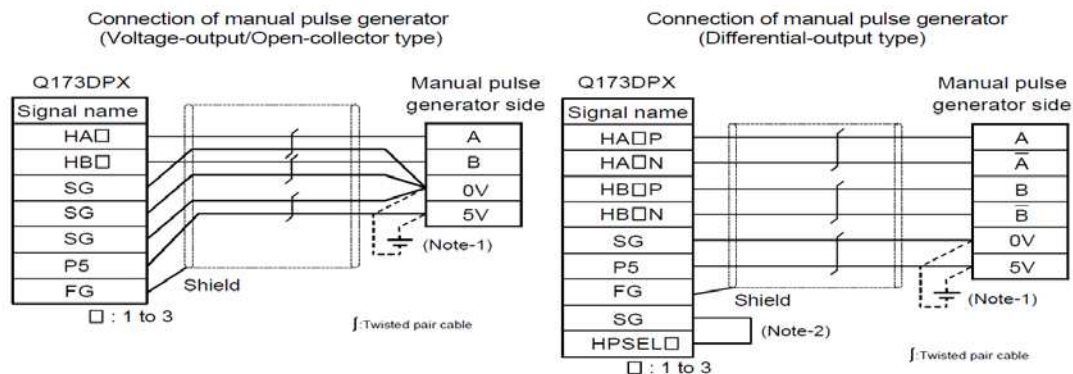 Connection of manual pulse generator
(Voltage-output/Open-collector type)
Q173DPX
Manual pulse
generator side
Signal name
HA□
HB□
SG
SG
SG
P5
FG
A
B
0V
5V
(Note-1)
Shield
□ : 1 to 3
ʃ:Twisted pair cable
Connection of manual pulse generator
(Differential-output type)
Q173DPX
Manual pulse
generator side
Signal name
HA□P
HA□N
HB□P
HB□N
SG
P5
FG
SG
HPSEL□
A
A̅
B
B̅
0V
5V
(Note-1)
Shield
(Note-2)
□ : 1 to 3
ʃ:Twisted pair cable